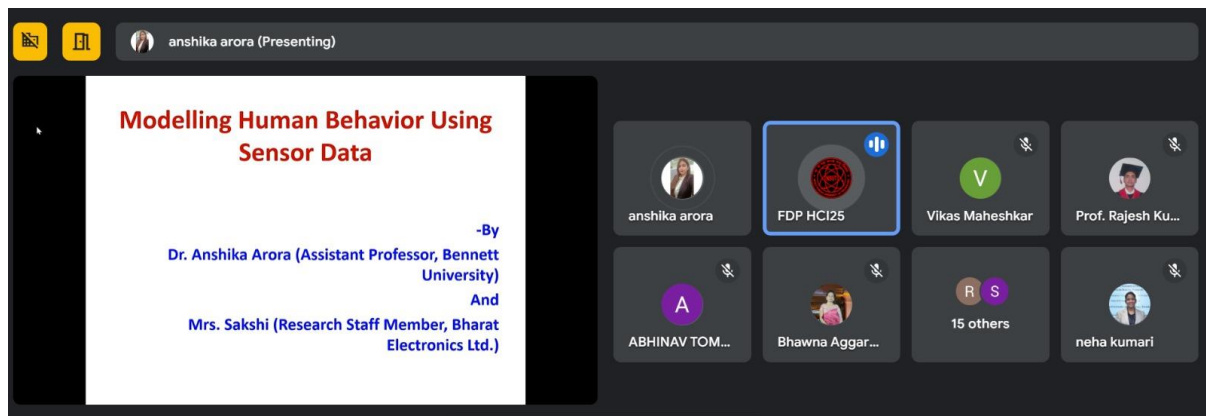 anshika arora (Presenting)
Modelling Human Behavior Using
Sensor Data
-By
Dr. Anshika Arora (Assistant Professor, Bennett
University)
And
Mrs. Sakshi (Research Staff Member, Bharat
Electronics Ltd.)
anshika arora
FDP HCI25
V
Vikas Maheshkar
Prof. Rajesh Ku...
A
ABHINAV TOM...
Bhawna Aggar...
R S
15 others
neha kumari